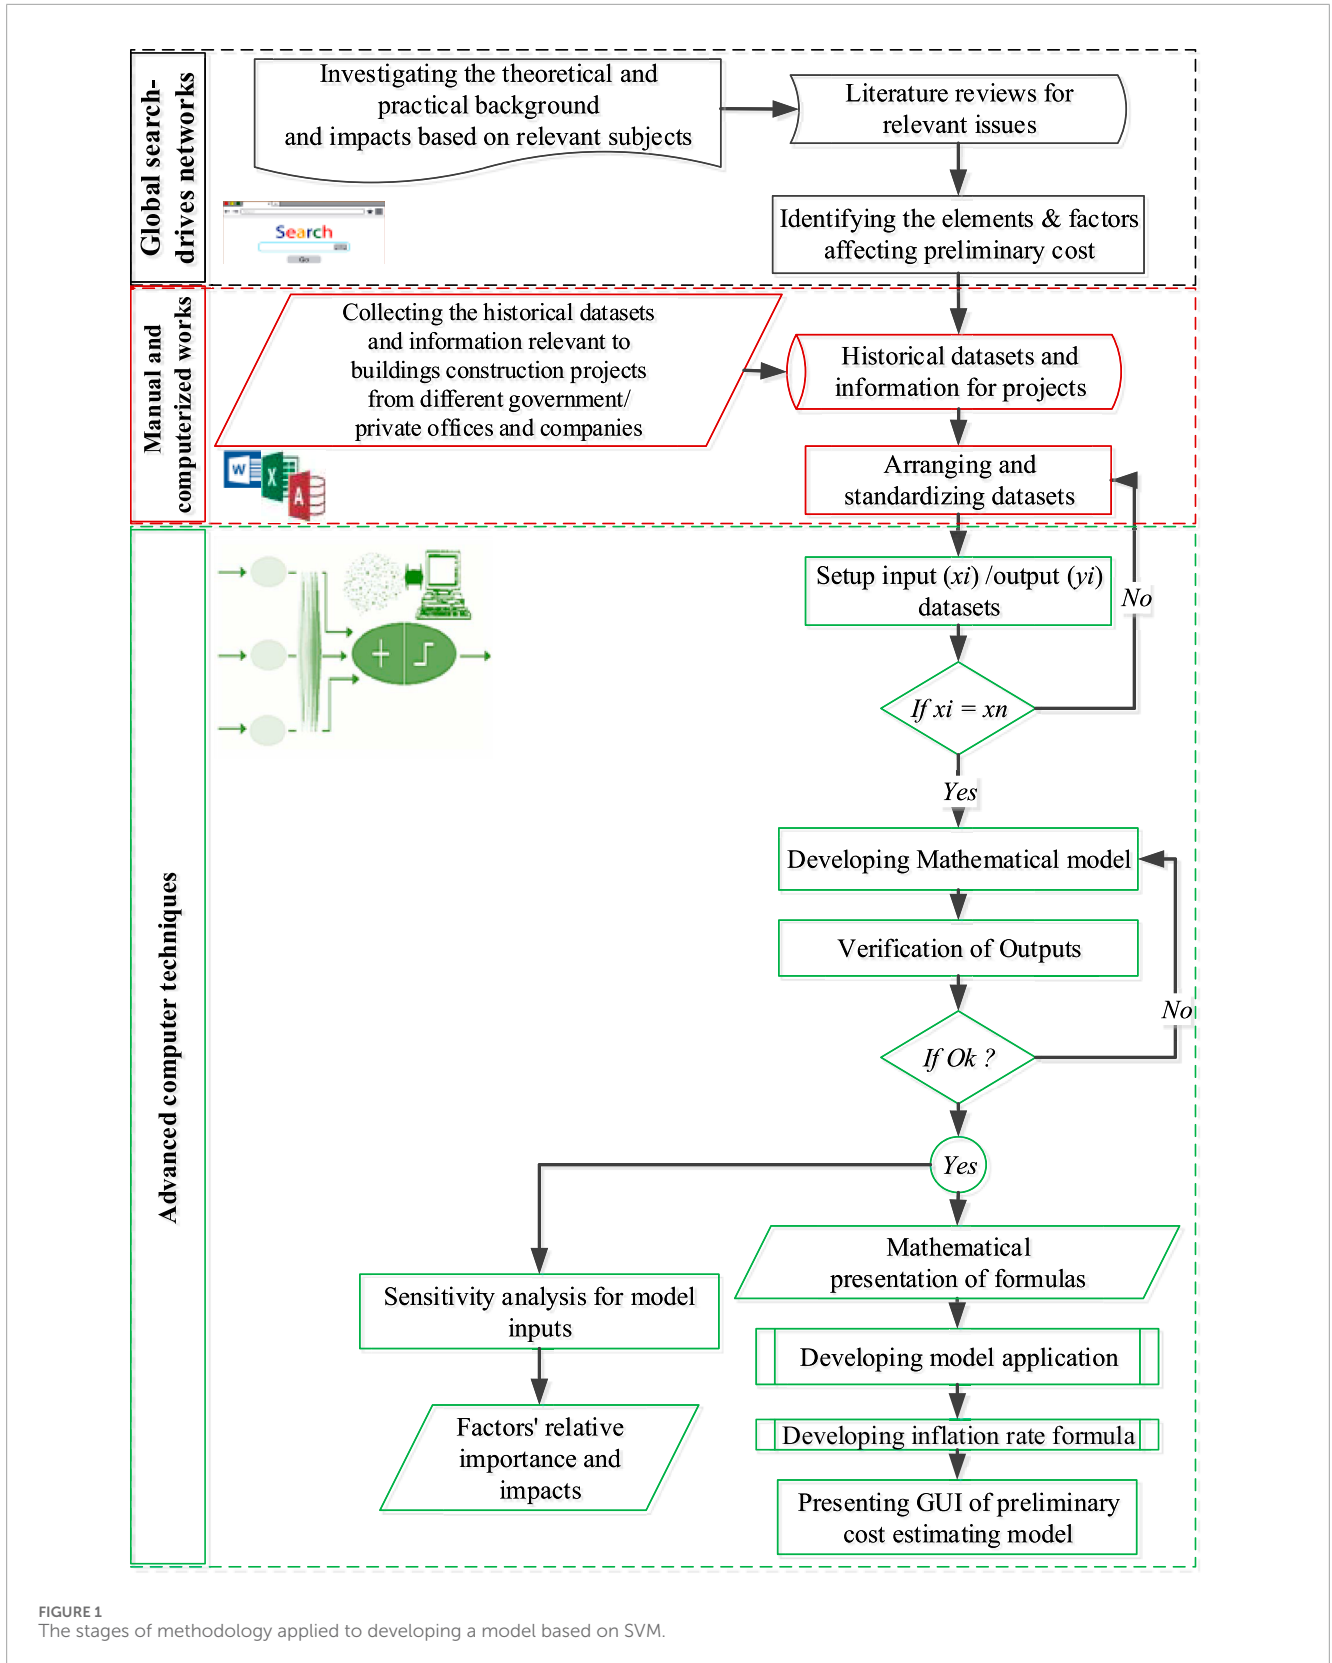 Global search-
drives networks
Investigating the theoretical and
practical background
and impacts based on relevant subjects
Literature reviews for
relevant issues
Search
Go
Identifying the elements & factors
affecting preliminary cost
Manual and
computerized works
Collecting the historical datasets
and information relevant to
buildings construction projects
from different government/
private offices and companies
Historical datasets and
information for projects
W
X
A
Arranging and
standardizing datasets
Advanced computer techniques
Setup input (xi) /output (yi)
datasets
No
If xi = xn
Yes
Developing Mathematical model
Verification of Outputs
No
If Ok ?
Yes
Mathematical
presentation of formulas
Sensitivity analysis for model
inputs
Developing model application
Factors' relative
importance and
impacts
Developing inflation rate formula
Presenting GUI of preliminary
cost estimating model
FIGURE 1
The stages of methodology applied to developing a model based on SVM.